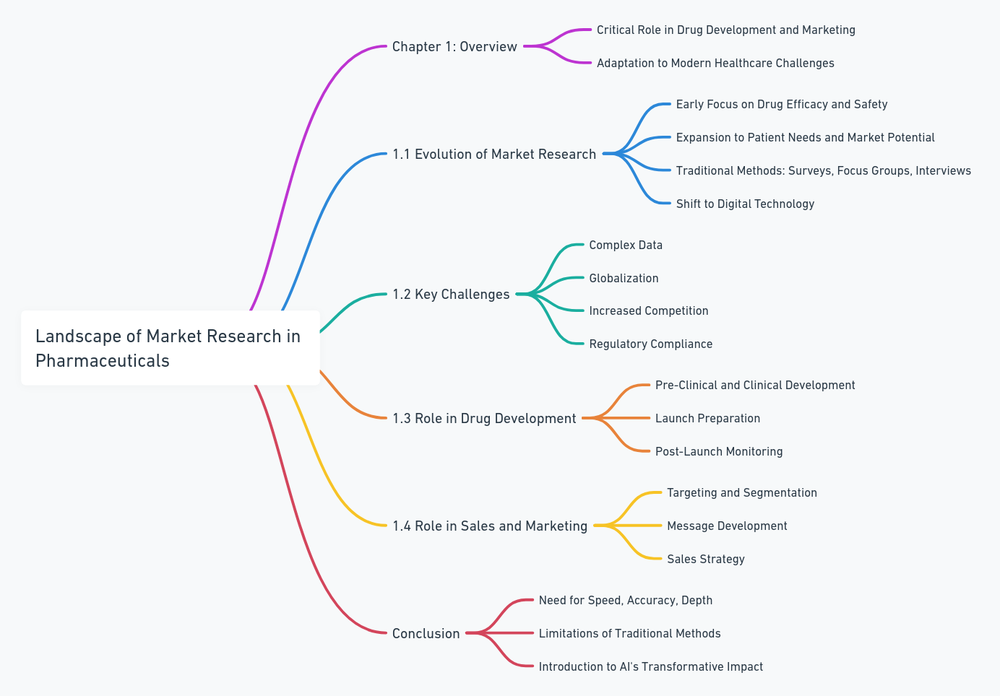 Landscape of Market Research in
Pharmaceuticals
Chapter 1: Overview
Critical Role in Drug Development and Marketing
Adaptation to Modern Healthcare Challenges
1.1 Evolution of Market Research
Early Focus on Drug Efficacy and Safety
Expansion to Patient Needs and Market Potential
Traditional Methods: Surveys, Focus Groups, Interviews
Shift to Digital Technology
1.2 Key Challenges
Complex Data
Globalization
Increased Competition
Regulatory Compliance
1.3 Role in Drug Development
Pre-Clinical and Clinical Development
Launch Preparation
Post-Launch Monitoring
1.4 Role in Sales and Marketing
Targeting and Segmentation
Message Development
Sales Strategy
Conclusion
Need for Speed, Accuracy, Depth
Limitations of Traditional Methods
Introduction to AI's Transformative Impact